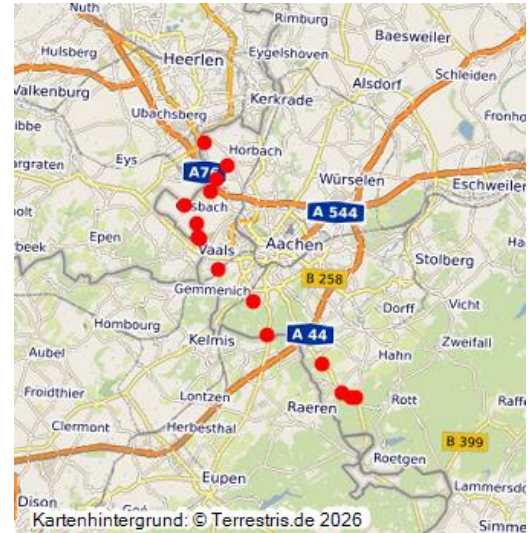 Nuth
Rimburg
Baesweiler
Hulsberg
Heerlen
Eygelshoven
Schleiden
Valkenburg
Alsdorf
Kerkrade
Ubachsberg
Horbach
Eys
Würselen
Eschweiler
A 544
Epen
Vaals
Aachen
Stolberg
B 258
Gemmenich
Dorff
Vicht
Hombourg
Kelmis
A 44
Zweifall
Aubel
Hahn
Froidthier
Lontzen
Rott
Raeren
Clermont
Herbesthal
B 399
Roetgen
Eupen
Dison
Kartenhintergrund: © Terrestris.de 2026